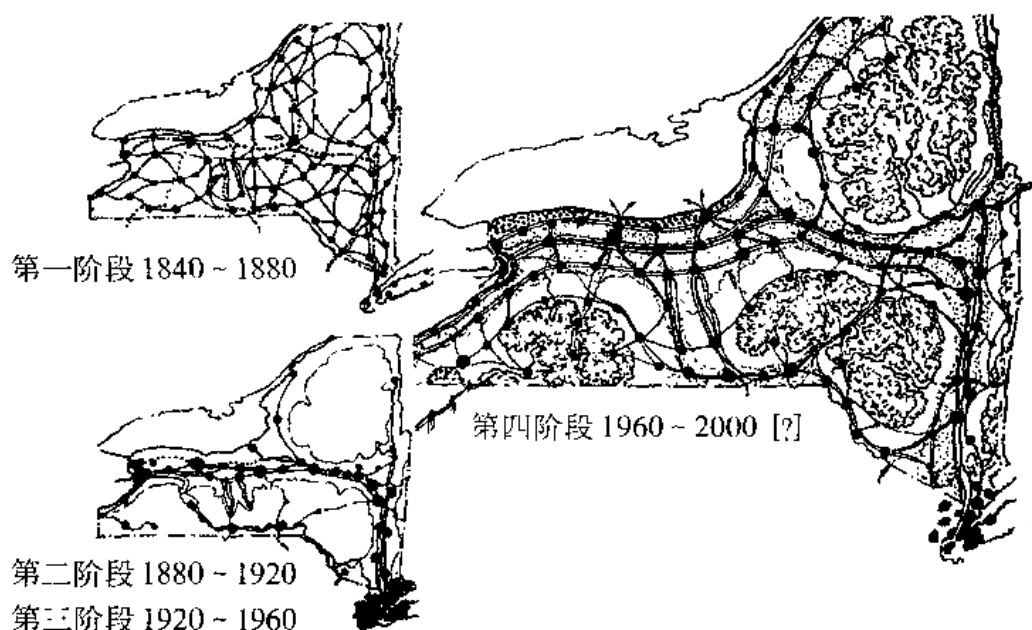 第一阶段 1840 ~ 1880
第四阶段 1960 ~ 2000 [?]
第二阶段 1880 ~ 1920
第三阶段 1920 ~ 1960